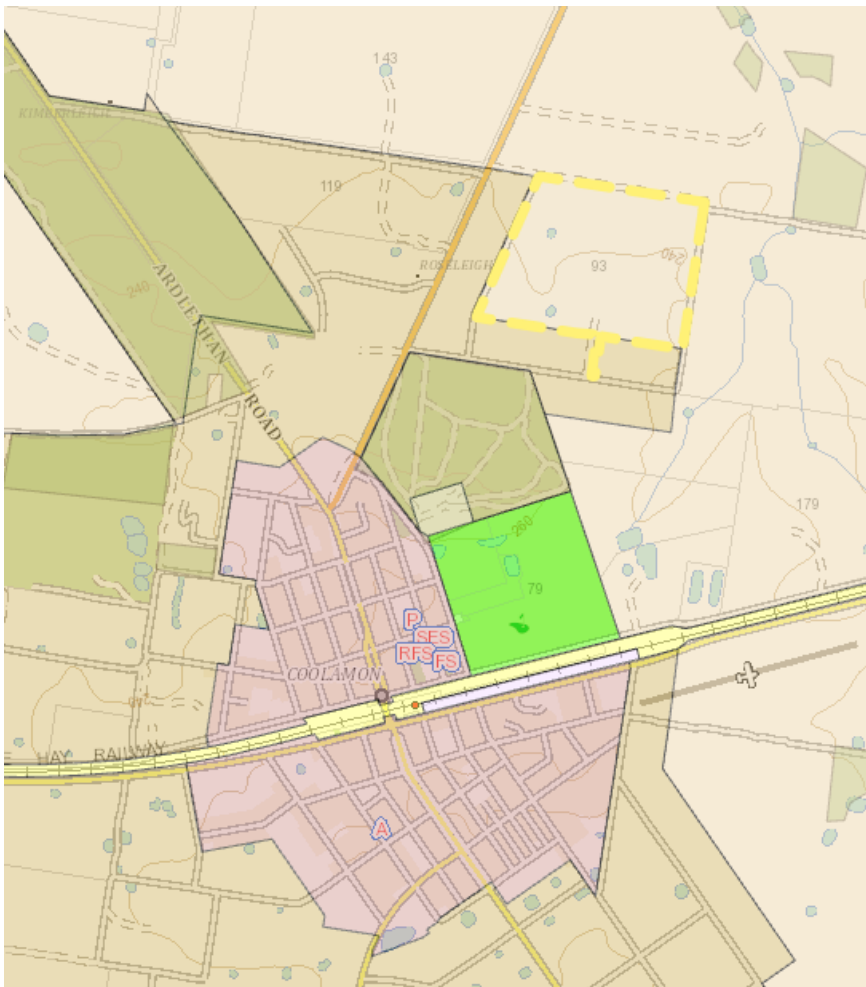 143
KIMBERLEIGH
119
ROSELEIGH
93
240
240
ARDLETHAN ROAD
179
260
79
P
SES
RFS
FS
COOLAMON
HAY RAILWAY
A